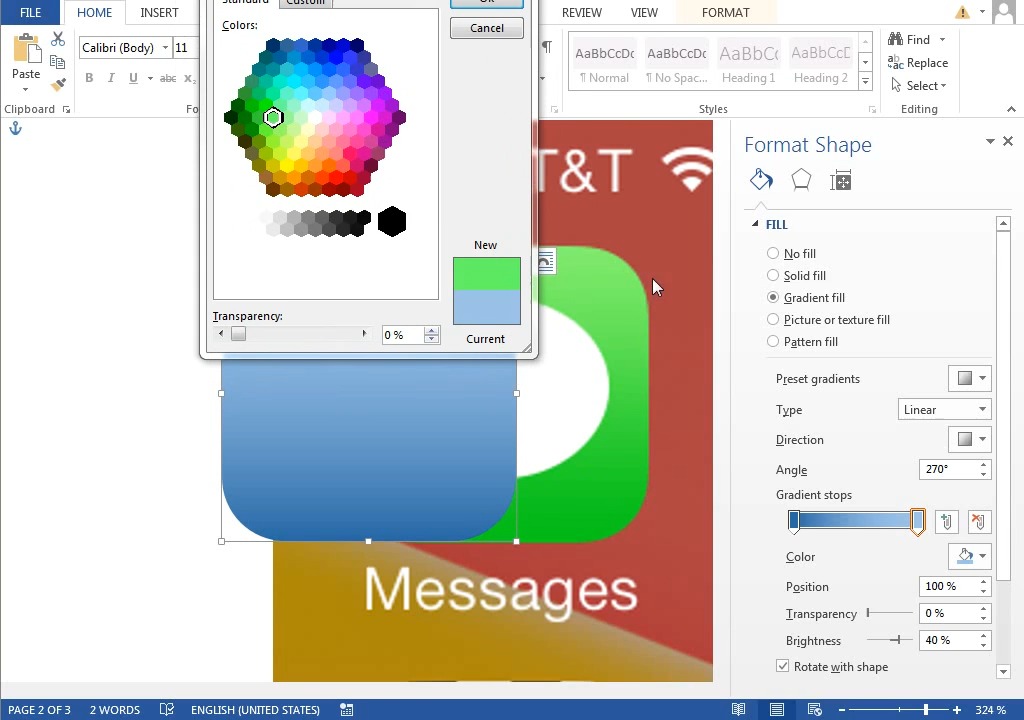 FILE HOME INSERT REVIEW VIEW FORMAT
Standard Custom OK
Colors: Cancel
Calibri (Body) 11
Paste B I U abc x
Clipboard
¶
AaBbCcDc AaBbCcDc AaBbCc AaBbCcD
¶ Normal ¶ No Spac... Heading 1 Heading 2
Styles
Find
Replace
Select
Editing
T&T
New
Current
Transparency:
0 %
Messages
Format Shape
FILL
No fill
Solid fill
Gradient fill
Picture or texture fill
Pattern fill
Preset gradients
Type Linear
Direction
Angle 270°
Gradient stops
Color
Position 100 %
Transparency 0 %
Brightness 40 %
Rotate with shape
PAGE 2 OF 3 2 WORDS ENGLISH (UNITED STATES) 324 %